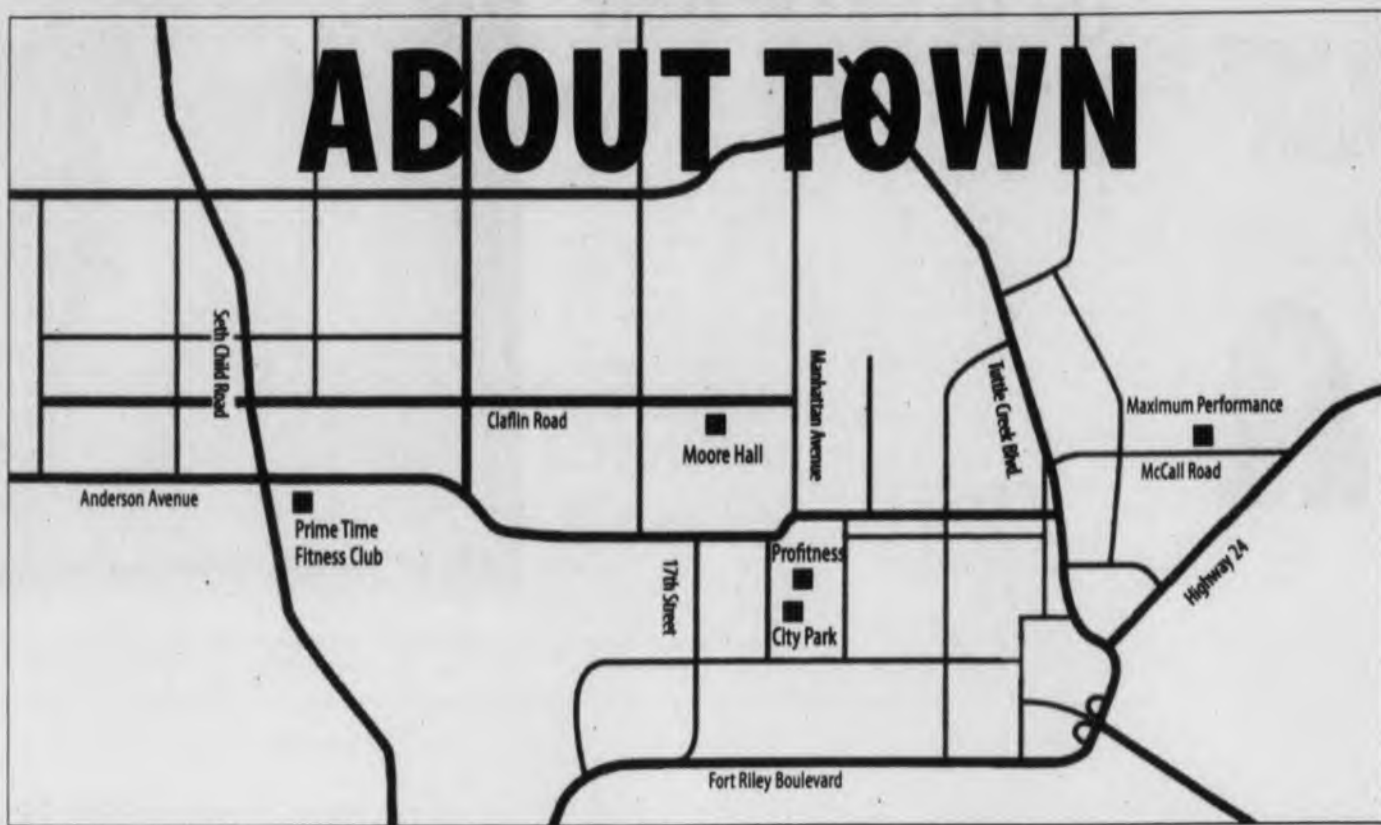 ABOUT TOWN
Seth Child Road
Manhattan Avenue
Tuttle Creek Blvd.
Maximum Performance
Claflin Road
Moore Hall
McCall Road
Anderson Avenue
Prime Time
Fitness Club
17th Street
Profitness
City Park
Highway 24
Fort Riley Boulevard